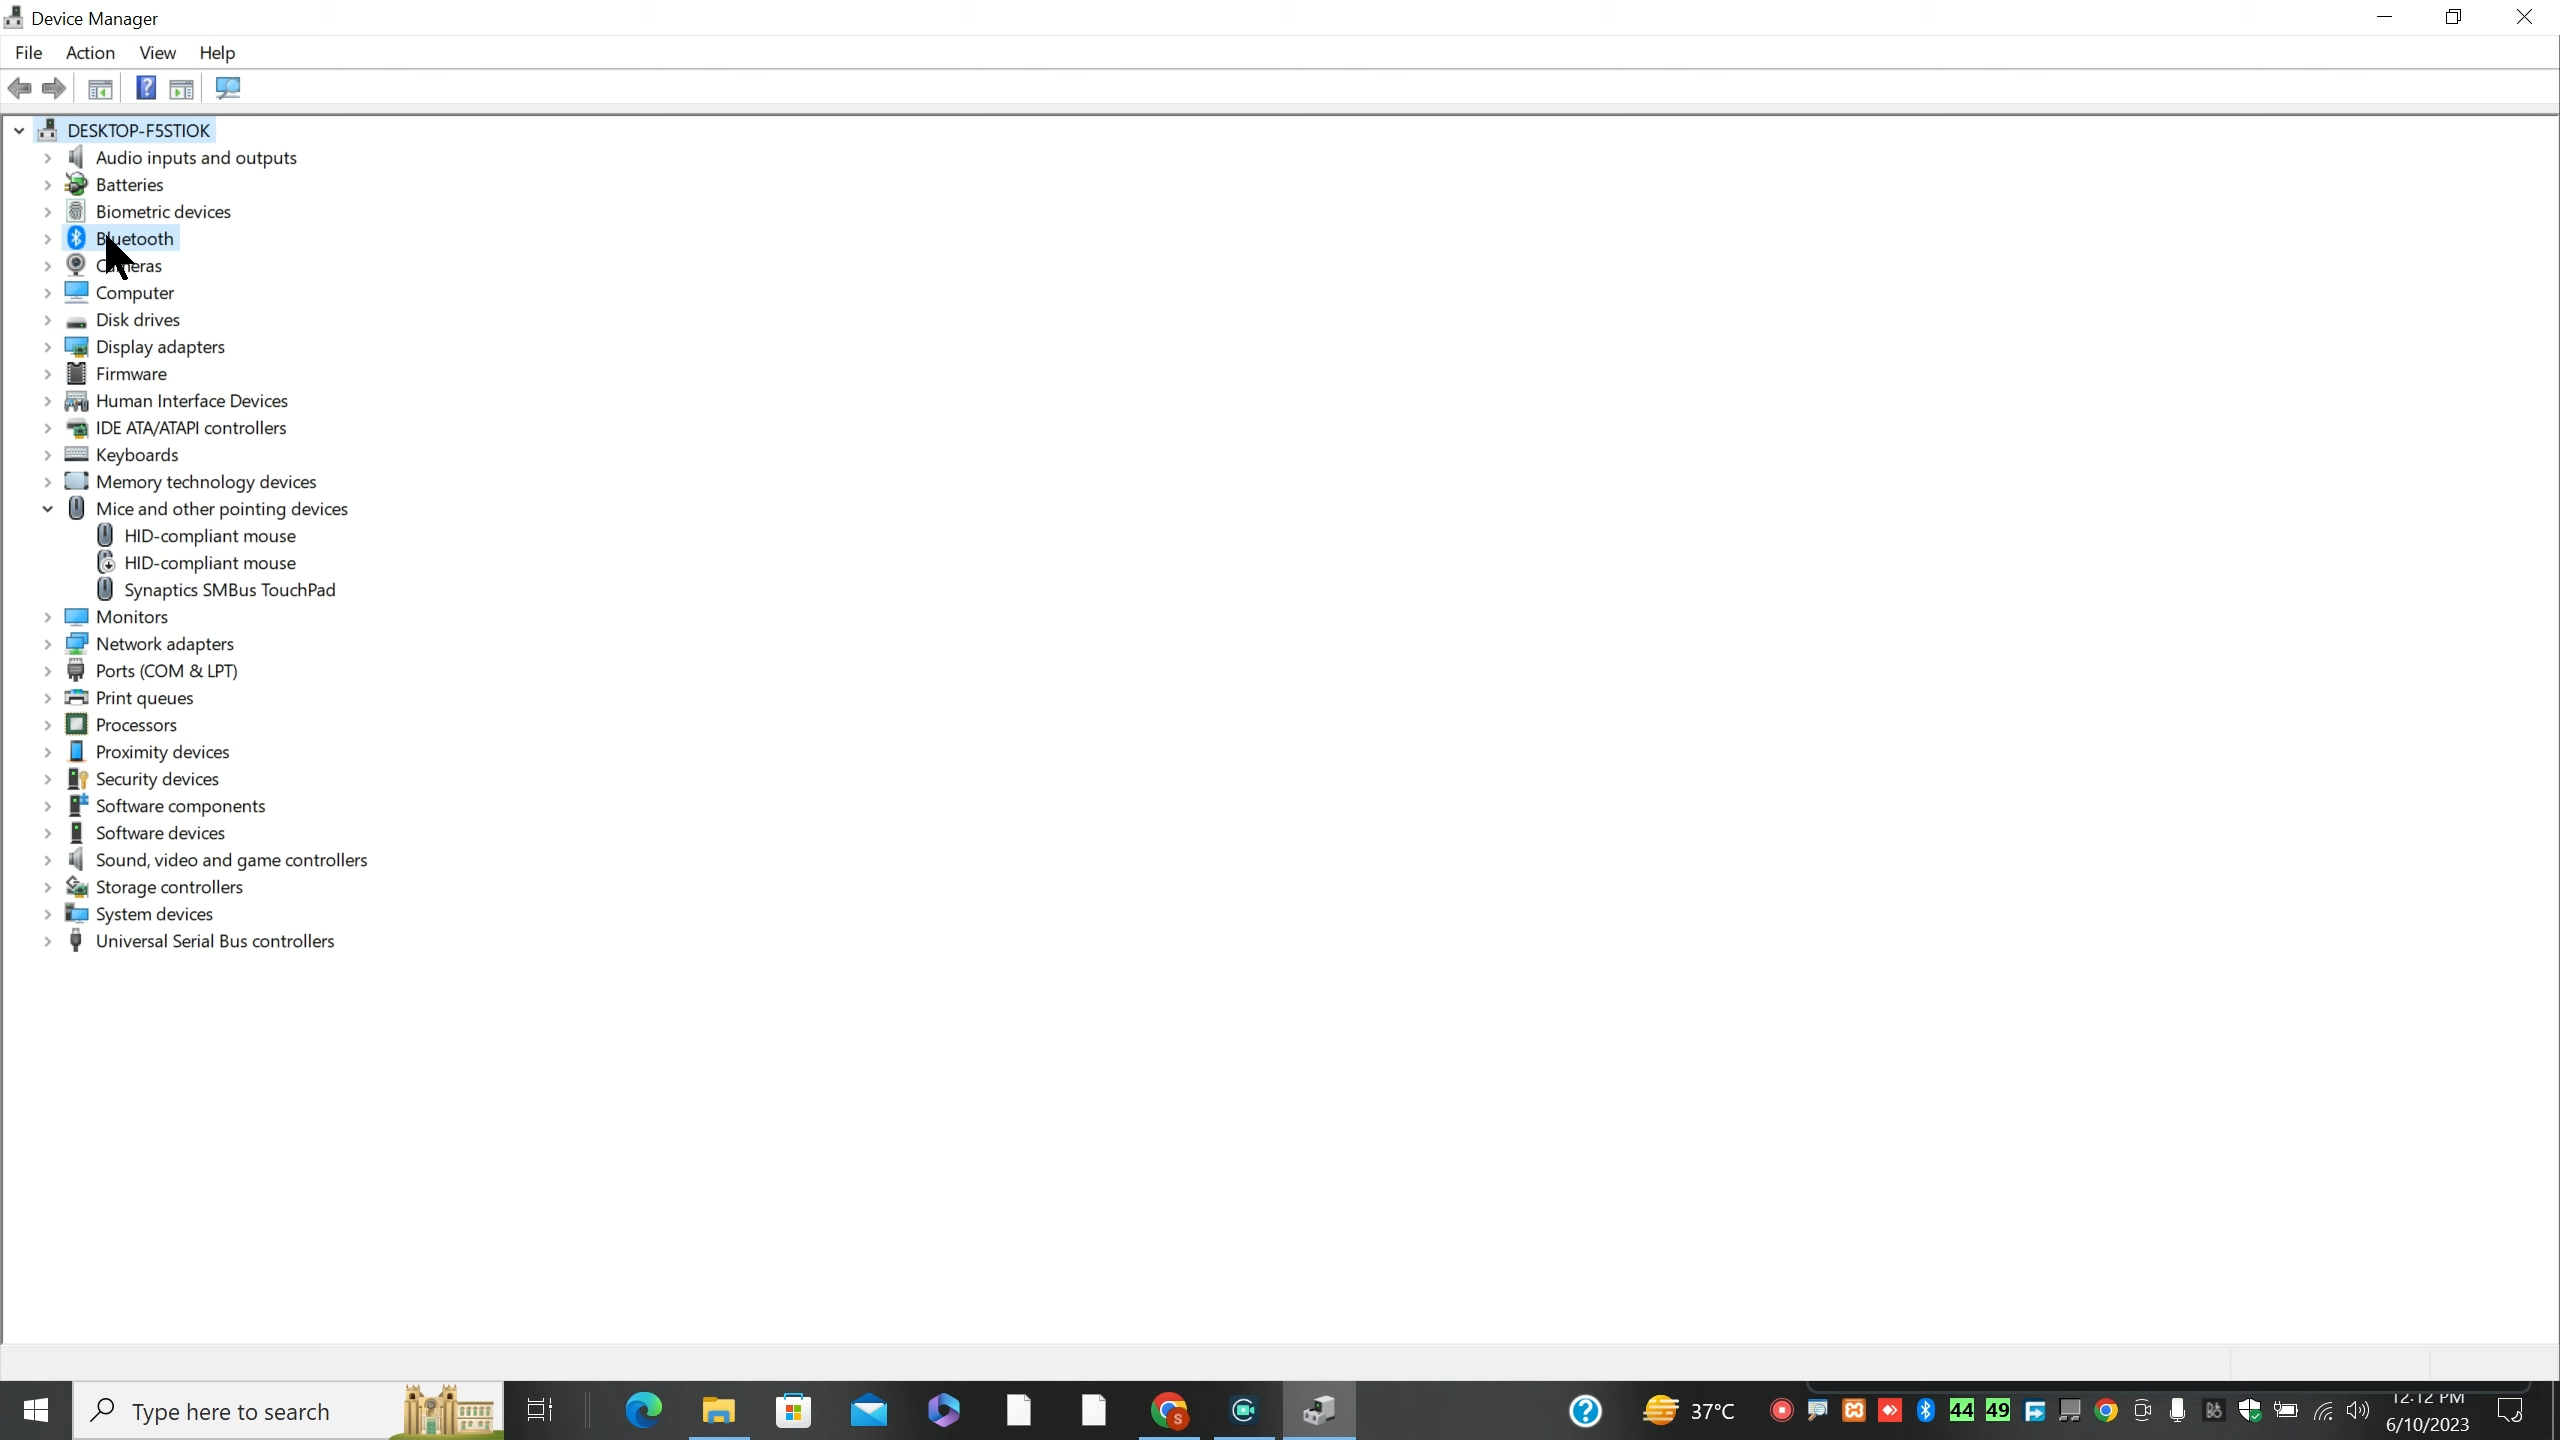 Device Manager
File Action View Help
DESKTOP-F5STIOK
Audio inputs and outputs
Batteries
Biometric devices
Bluetooth
Cameras
Computer
Disk drives
Display adapters
Firmware
Human Interface Devices
IDE ATA/ATAPI controllers
Keyboards
Memory technology devices
Mice and other pointing devices
HID-compliant mouse
HID-compliant mouse
Synaptics SMBus TouchPad
Monitors
Network adapters
Ports (COM & LPT)
Print queues
Processors
Proximity devices
Security devices
Software components
Software devices
Sound, video and game controllers
Storage controllers
System devices
Universal Serial Bus controllers
Type here to search
S
37°C
44 49
12:12 PM
6/10/2023